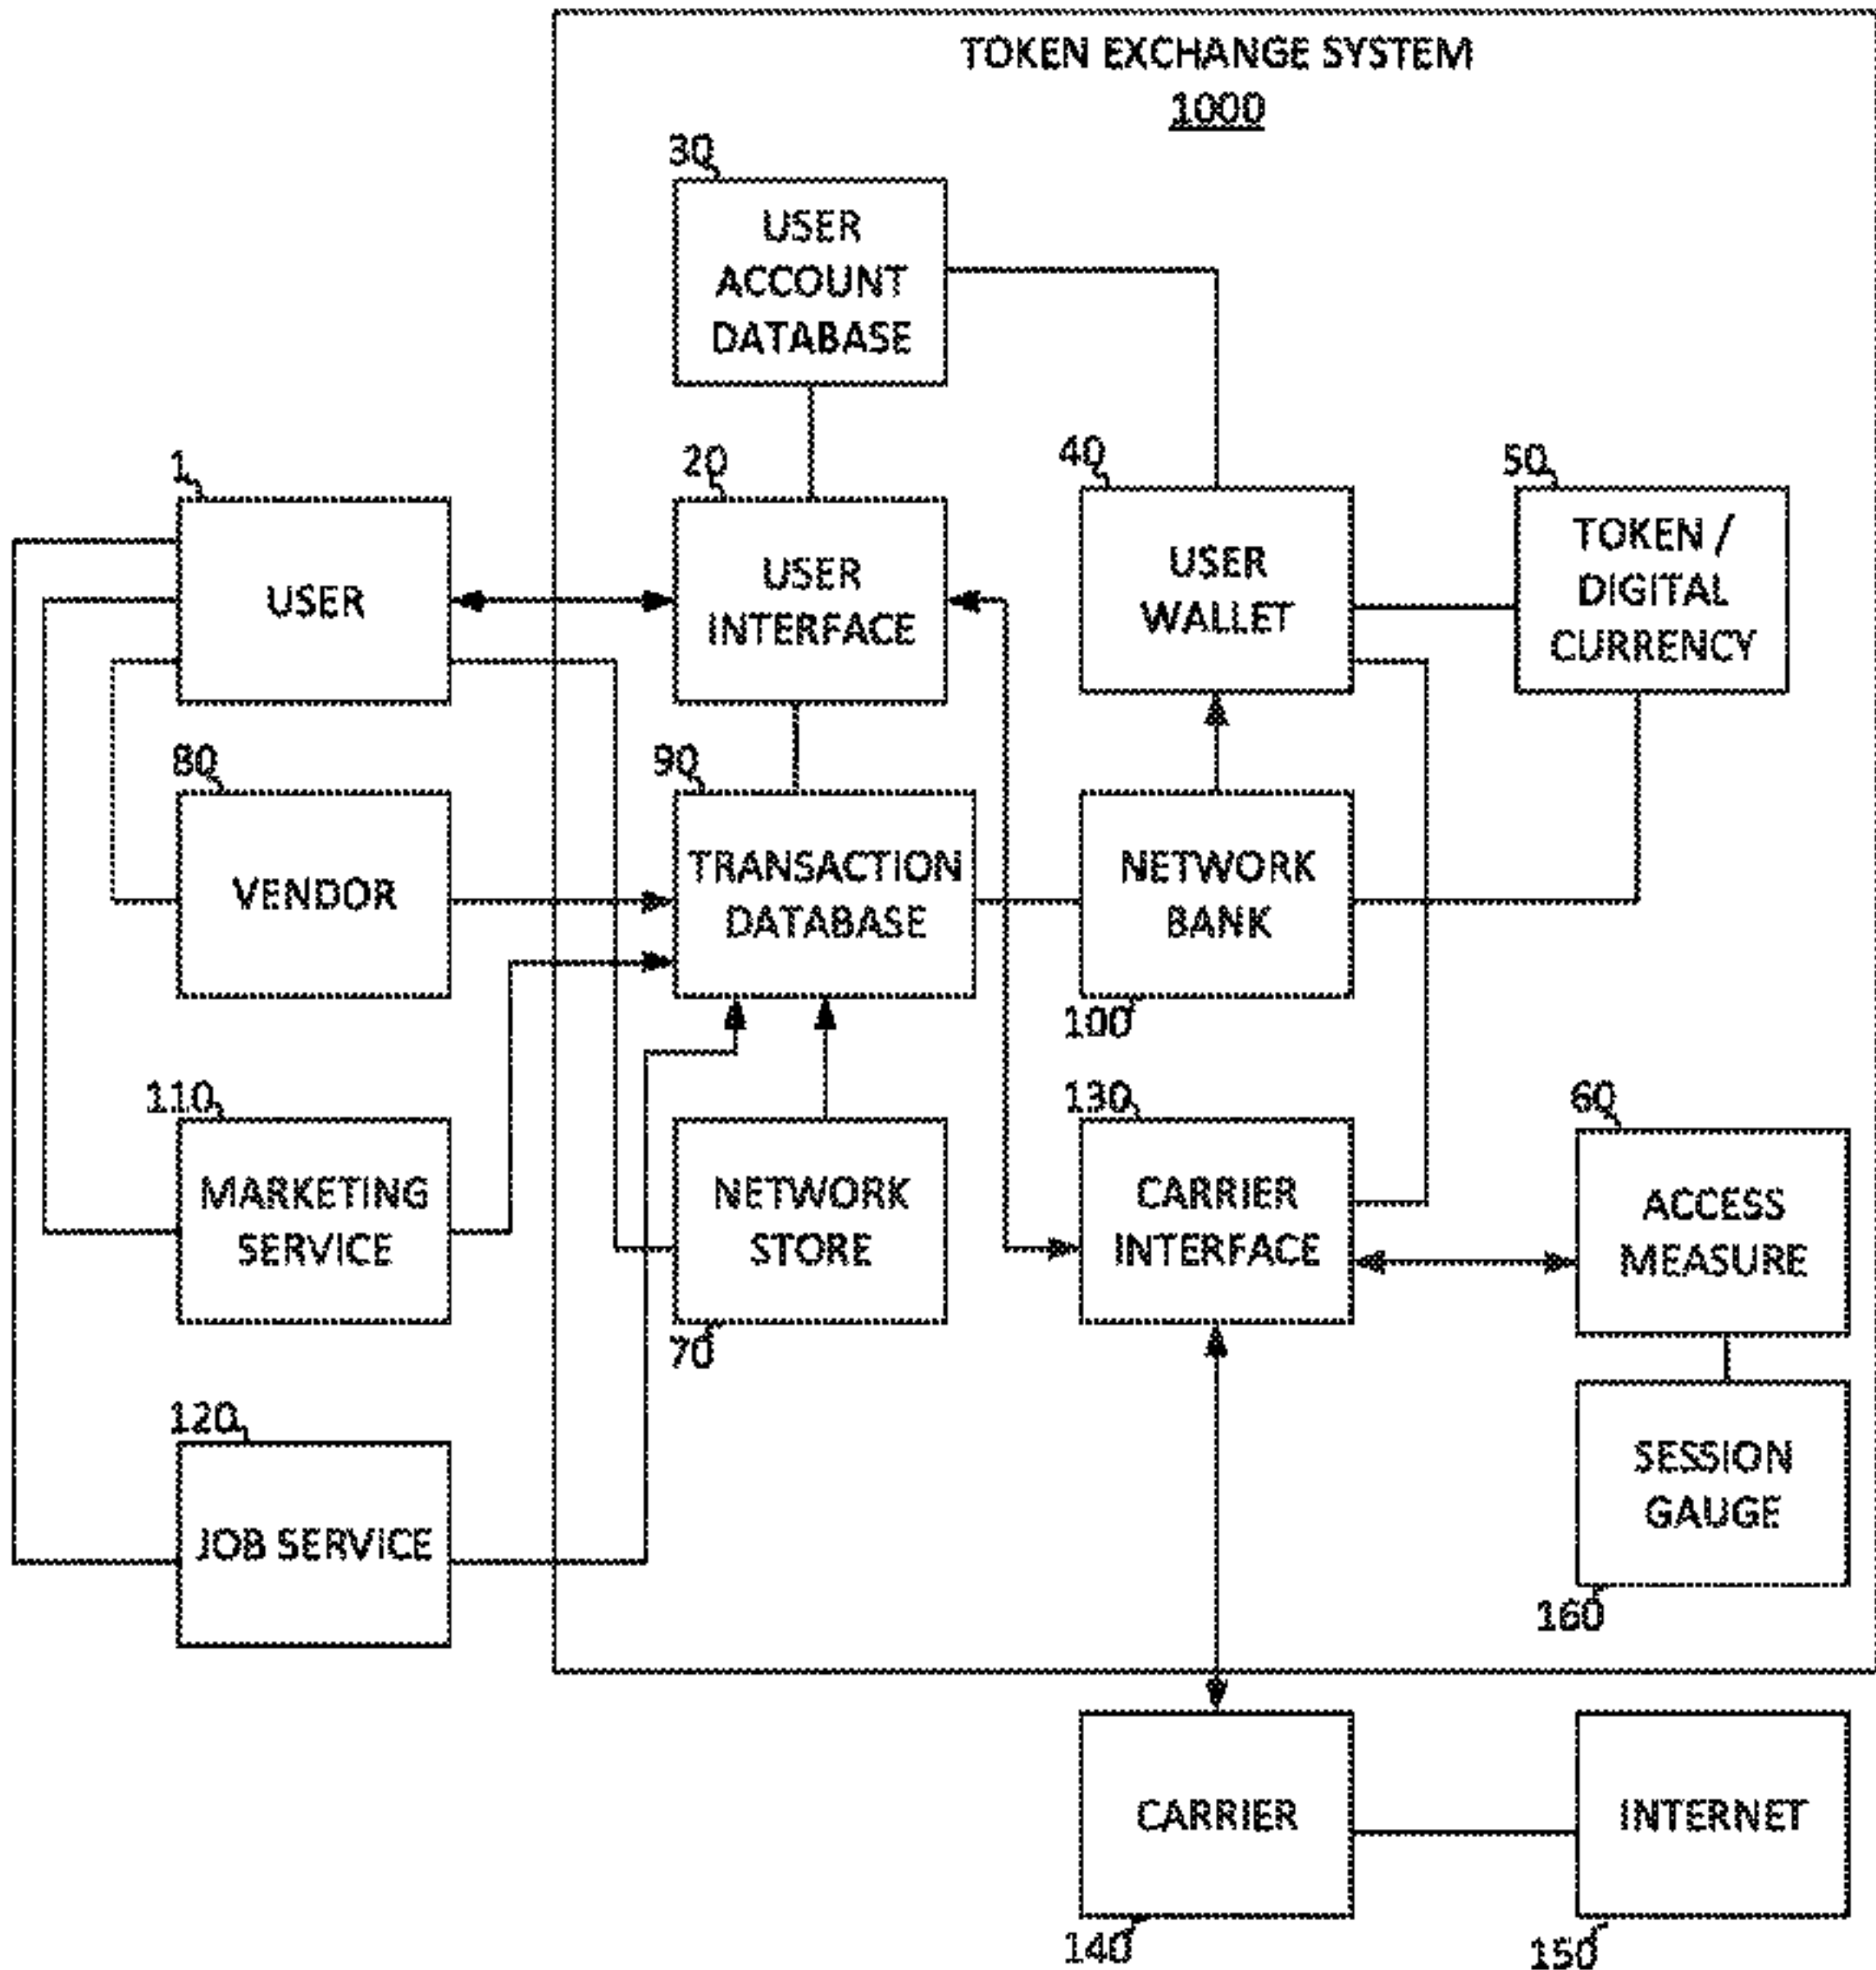 TOKEN EXCHANGE SYSTEM
1000
30
USER
ACCOUNT
DATABASE
1
USER
20
USER
INTERFACE
40
USER
WALLET
50
TOKEN /
DIGITAL
CURRENCY
80
VENDOR
90
TRANSACTION
DATABASE
NETWORK
BANK
100
110
MARKETING
SERVICE
NETWORK
STORE
70
130
CARRIER
INTERFACE
60
ACCESS
MEASURE
120
JOB SERVICE
SESSION
GAUGE
160
CARRIER
140
INTERNET
150